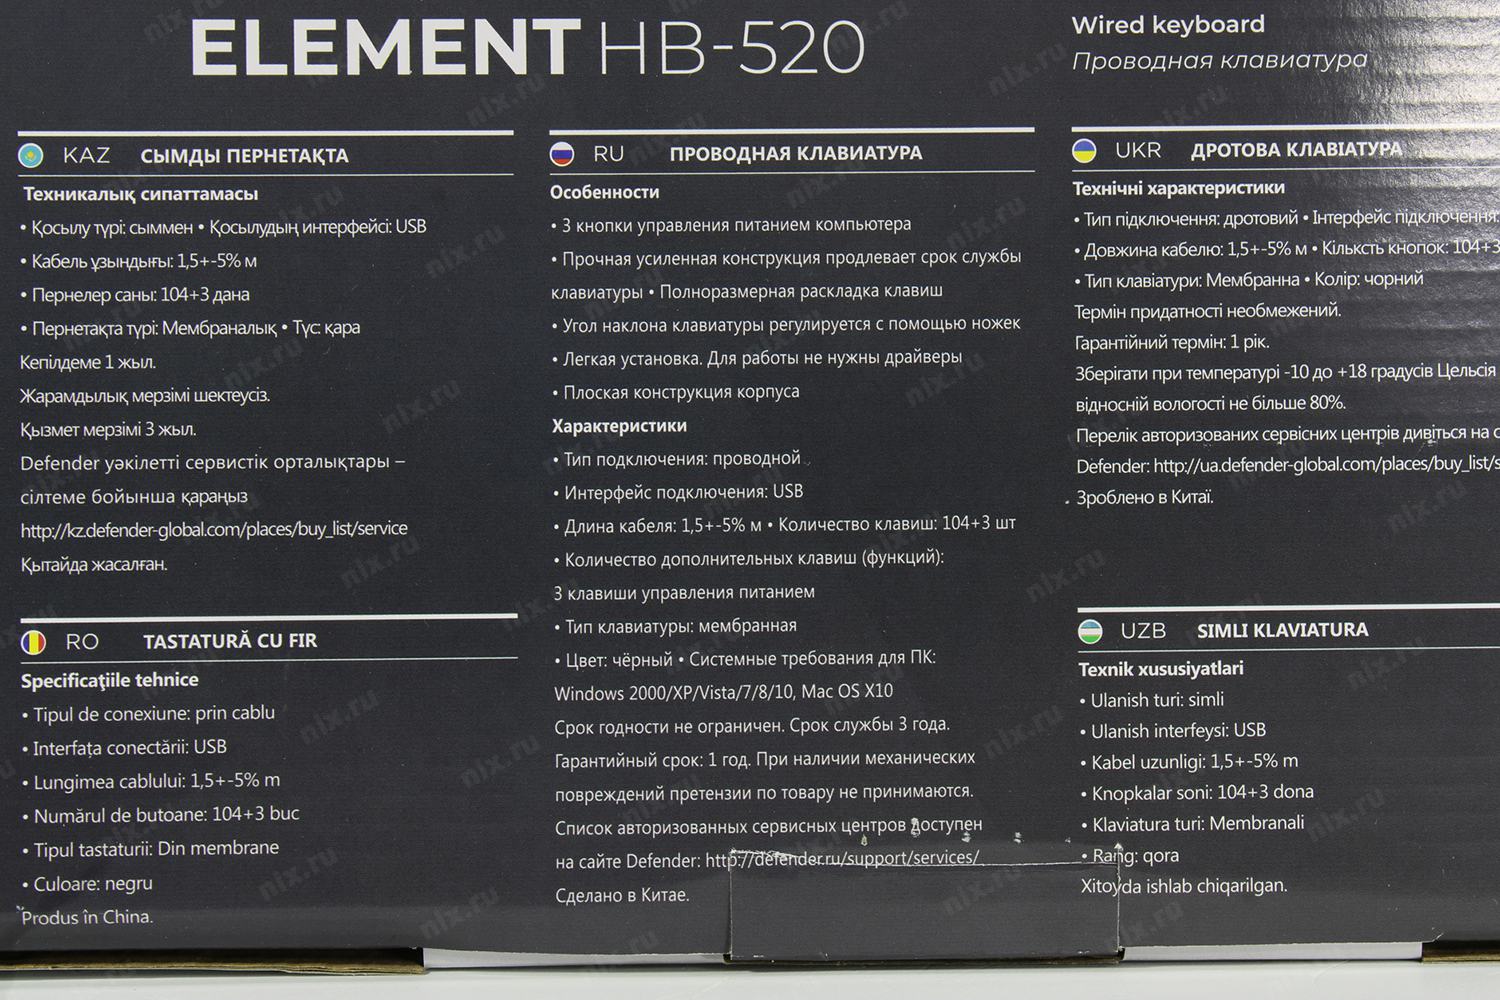 ELEMENT HB-520
Wired keyboard
Проводная клавиатура
KAZ СЫМДЫ ПЕРНЕТАҚТА
Техникалық сипаттамасы
• Қосылу түрі: сыммен • Қосылудың интерфейсі: USB
• Кабель ұзындығы: 1,5+-5% м
• Пернелер саны: 104+3 дана
• Пернетақта түрі: Мембраналық • Түс: қара
Кепілдеме 1 жыл.
Жарамдылық мерзімі шектеусіз.
Қызмет мерзімі 3 жыл.
Defender уәкілетті сервистік орталықтары –
сілтеме бойынша қараңыз
http://kz.defender-global.com/places/buy_list/service
Қытайда жасалған.
RO TASTATURĂ CU FIR
Specificaţiile tehnice
• Tipul de conexiune: prin cablu
• Interfața conectării: USB
• Lungimea cablului: 1,5+-5% m
• Numărul de butoane: 104+3 buc
• Tipul tastaturii: Din membrane
• Culoare: negru
Produs în China.
RU ПРОВОДНАЯ КЛАВИАТУРА
Особенности
• 3 кнопки управления питанием компьютера
• Прочная усиленная конструкция продлевает срок службы
клавиатуры • Полноразмерная раскладка клавиш
• Угол наклона клавиатуры регулируется с помощью ножек
• Легкая установка. Для работы не нужны драйверы
• Плоская конструкция корпуса
Характеристики
• Тип подключения: проводной
• Интерфейс подключения: USB
• Длина кабеля: 1,5+-5% м • Количество клавиш: 104+3 шт
• Количество дополнительных клавиш (функций):
3 клавиши управления питанием
• Тип клавиатуры: мембранная
• Цвет: чёрный • Системные требования для ПК:
Windows 2000/XP/Vista/7/8/10, Mac OS X10
Срок годности не ограничен. Срок службы 3 года.
Гарантийный срок: 1 год. При наличии механических
повреждений претензии по товару не принимаются.
Список авторизованных сервисных центров доступен
на сайте Defender: http://defender.ru/support/services/
Сделано в Китае.
UKR ДРОТОВА КЛАВІАТУРА
Технічні характеристики
• Тип підключення: дротовий • Інтерфейс підключення:
• Довжина кабелю: 1,5+-5% м • Кількість кнопок: 104+3
• Тип клавіатури: Мембранна • Колір: чорний
Термін придатності необмежений.
Гарантійний термін: 1 рік.
Зберігати при температурі -10 до +18 градусів Цельсія
відносній вологості не більше 80%.
Перелік авторизованих сервісних центрів дивіться на с
Defender: http://ua.defender-global.com/places/buy_list/s
Зроблено в Китаї.
UZB SIMLI KLAVIATURA
Texnik xususiyatlari
• Ulanish turi: simli
• Ulanish interfeysi: USB
• Kabel uzunligi: 1,5+-5% m
• Knopkalar soni: 104+3 dona
• Klaviatura turi: Membranali
• Rang: qora
Xitoyda ishlab chiqarilgan.